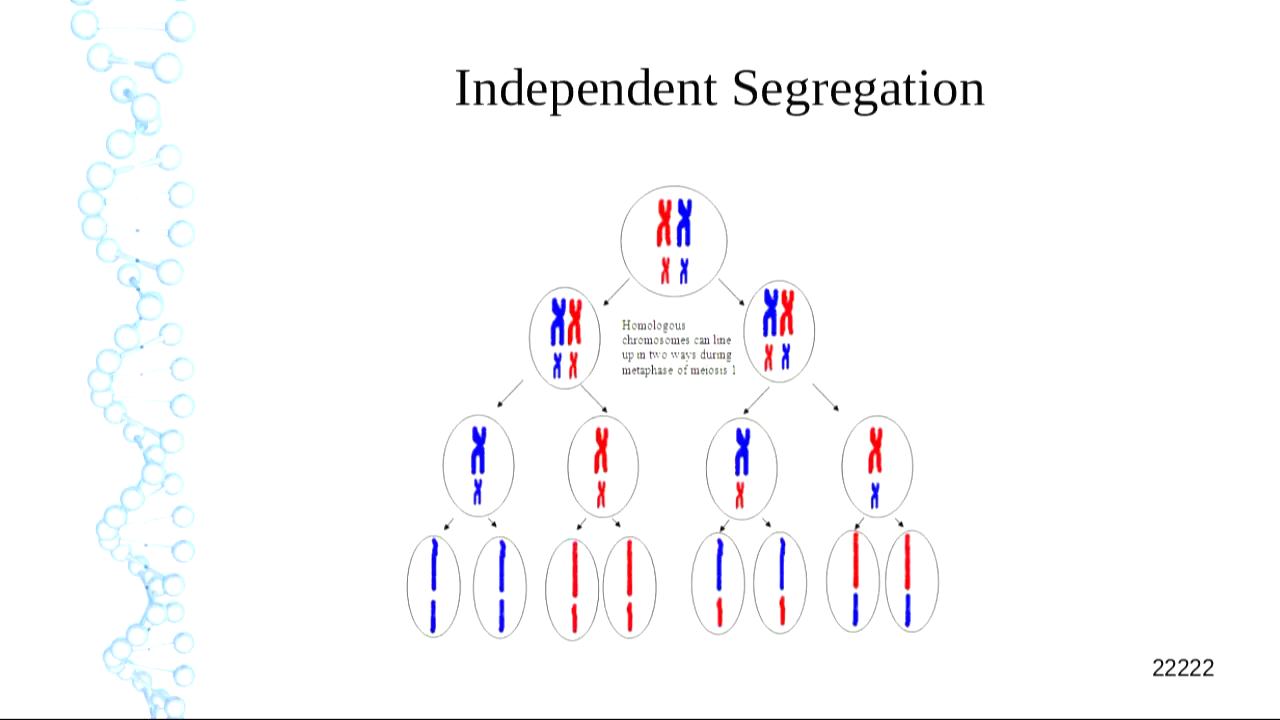 Independent Segregation
Homologous
chromosomes can line
up in two ways during
metaphase of meiosis 1
22222